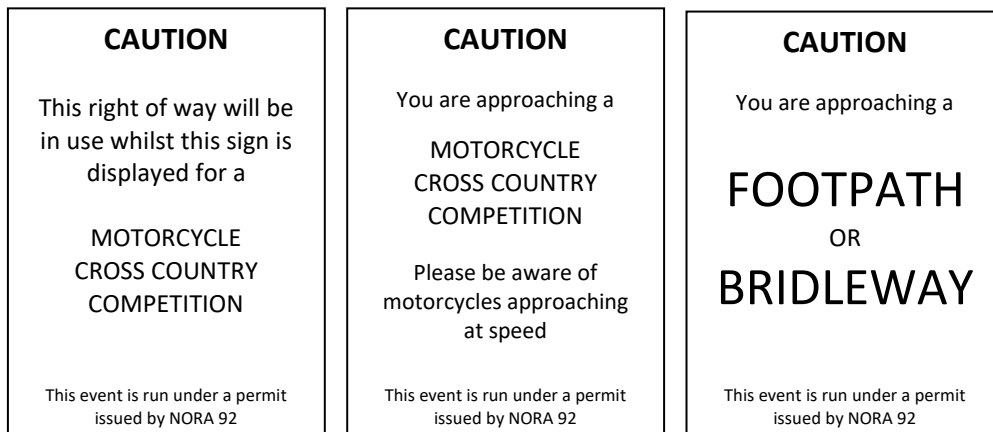 CAUTION
This right of way will be
in use whilst this sign is
displayed for a
MOTORCYCLE
CROSS COUNTRY
COMPETITION
This event is run under a permit
issued by NORA 92
CAUTION
You are approaching a
MOTORCYCLE
CROSS COUNTRY
COMPETITION
Please be aware of
motorcycles approaching
at speed
This event is run under a permit
issued by NORA 92
CAUTION
You are approaching a
FOOTPATH
OR
BRIDLEWAY
This event is run under a permit
issued by NORA 92